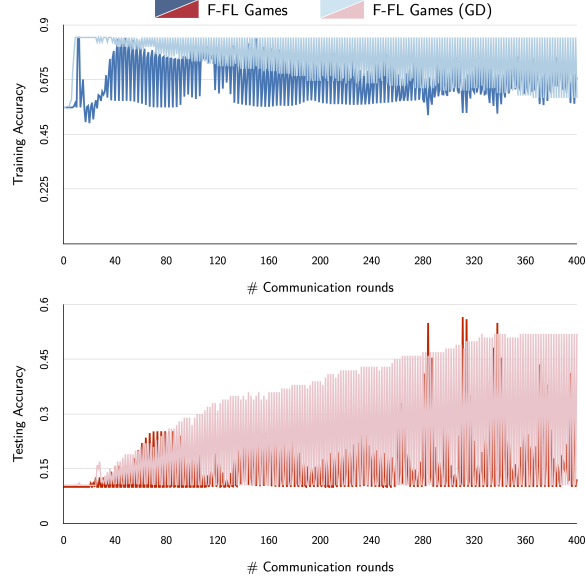 F-FL Games F-FL Games (GD)
0.9
0.675
0.45
0.225
Training Accuracy
0 40 80 120 160 200 240 280 320 360 400
# Communication rounds
0.6
0.45
0.3
0.15
0
Testing Accuracy
0 40 80 120 160 200 240 280 320 360 400
# Communication rounds